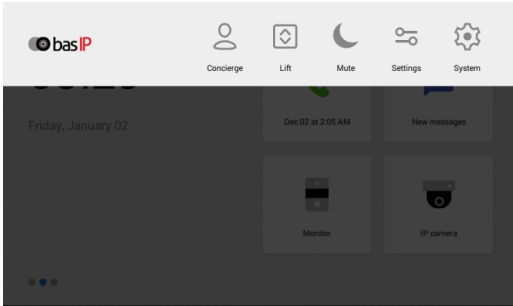 bas IP
Concierge
Lift
Mute
Settings
System
Friday, January 02
Dec 02 at 2:05 AM
New messages
Monitor
IP camera